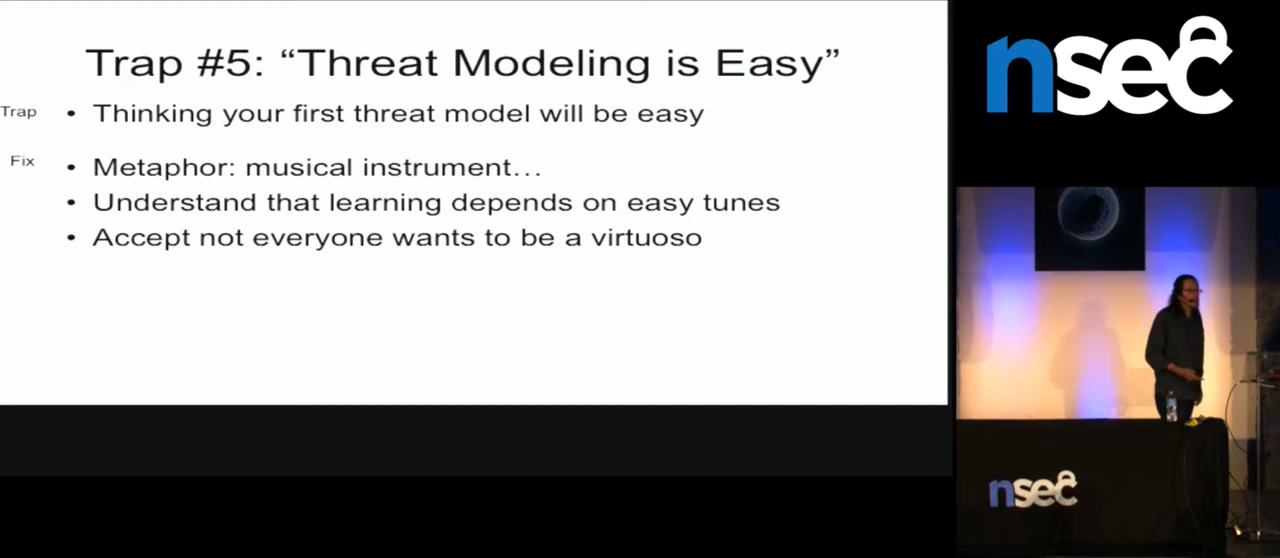 Trap #5: “Threat Modeling is Easy”
Trap
• Thinking your first threat model will be easy
Fix
• Metaphor: musical instrument…
• Understand that learning depends on easy tunes
• Accept not everyone wants to be a virtuoso
nsec
nsec